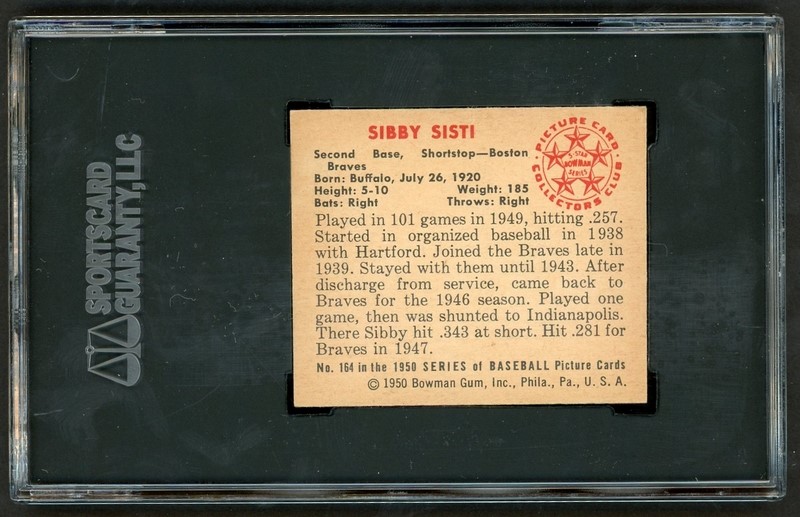 SPORTSCARD
GUARANTY, LLC
SIBBY SISTI
PICTURE CARD
COLLECTORS CLUB
5-STAR
BOWMAN
SERIES
Second Base, Shortstop—Boston
Braves
Born: Buffalo, July 26, 1920
Height: 5-10 Weight: 185
Bats: Right Throws: Right
Played in 101 games in 1949, hitting .257.
Started in organized baseball in 1938
with Hartford. Joined the Braves late in
1939. Stayed with them until 1943. After
discharge from service, came back to
Braves for the 1946 season. Played one
game, then was shunted to Indianapolis.
There Sibby hit .343 at short. Hit .281 for
Braves in 1947.
No. 164 in the 1950 SERIES of BASEBALL Picture Cards
© 1950 Bowman Gum, Inc., Phila., Pa., U. S. A.